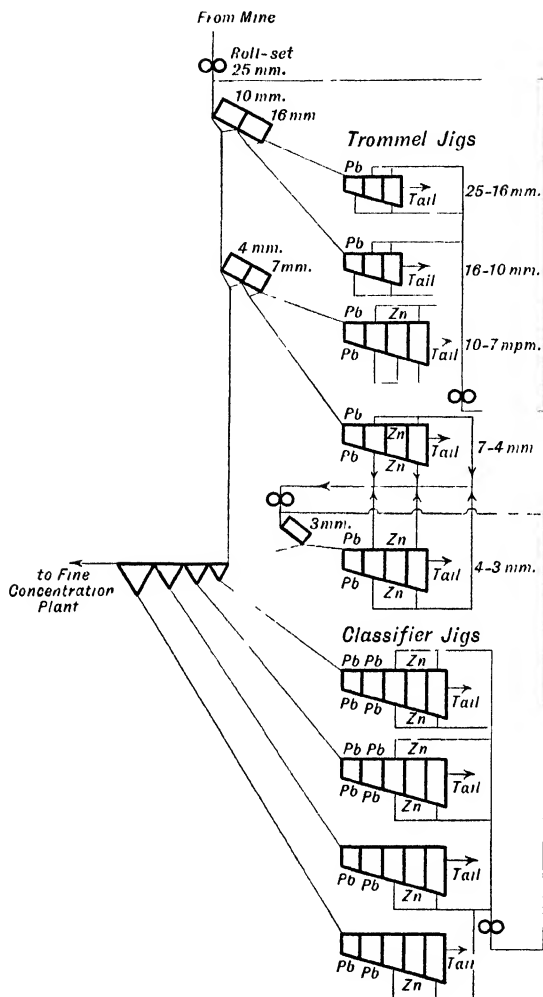 From Mine
Roll-set
25 mm.
10 mm.
16 mm
Trommel Jigs
Pb
Tail
25-16 mm.
4 mm.
7 mm.
Pb
Tail
16-10 mm.
Pb
Zn
Pb
Tail
10-7 mpm.
Pb
Zn
Pb
Zn
Tail
7-4 mm
3 mm.
Pb
Zn
Pb
Zn
Tail
4-3 mm.
to Fine
Concentration
Plant
Classifier Jigs
Pb Pb
Zn
Pb Pb
Zn
Tail
Pb Pb
Zn
Pb Pb
Zn
Tail
Pb Pb
Zn
Tail
Pb Pb
Zn
Tail